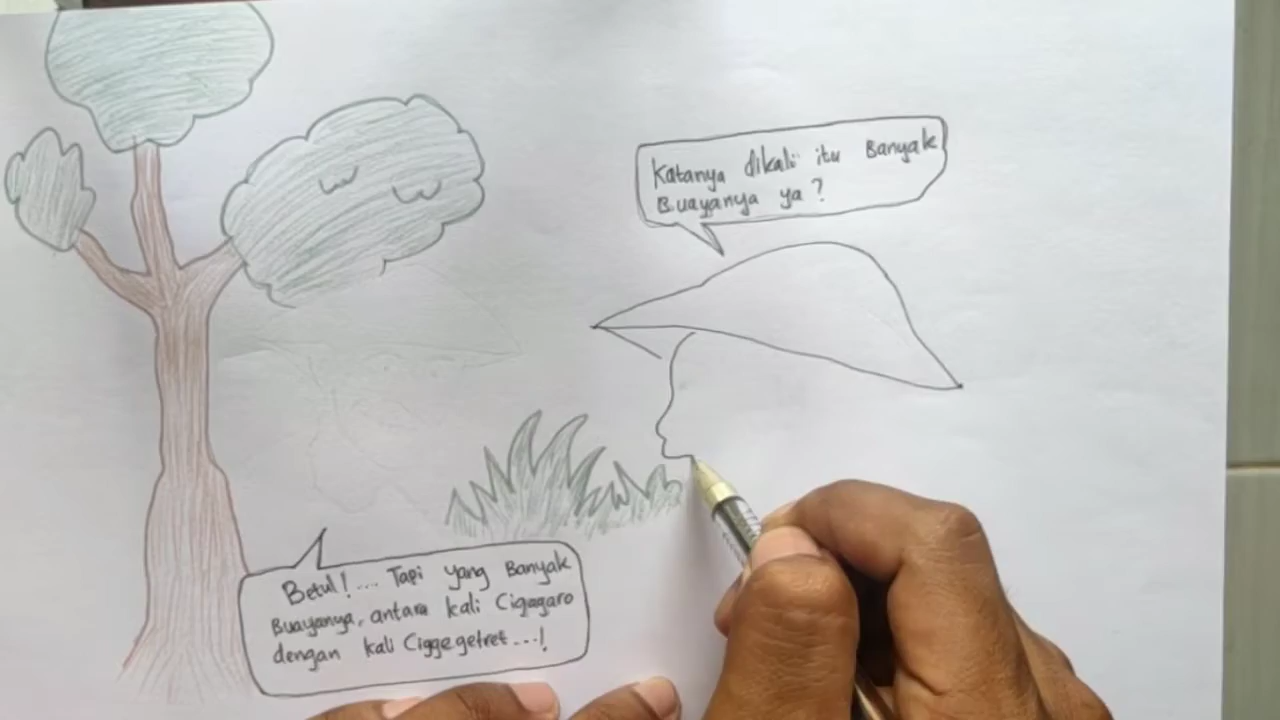 Katanya dikali itu Banyak
Buayanya ya?
Betul!.... Tapi yang Banyak
Buayanya, antara kali Cigagaro
dengan kali Ciggegetret...!